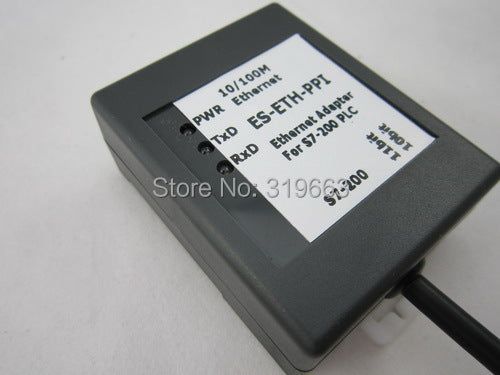 10/100M
Ethernet
PWR
TxD
RxD
ES-ETH-PPI
Ethernet Adapter
For S7-200 PLC
11bit
10bit
S7-200
Store No: 319663